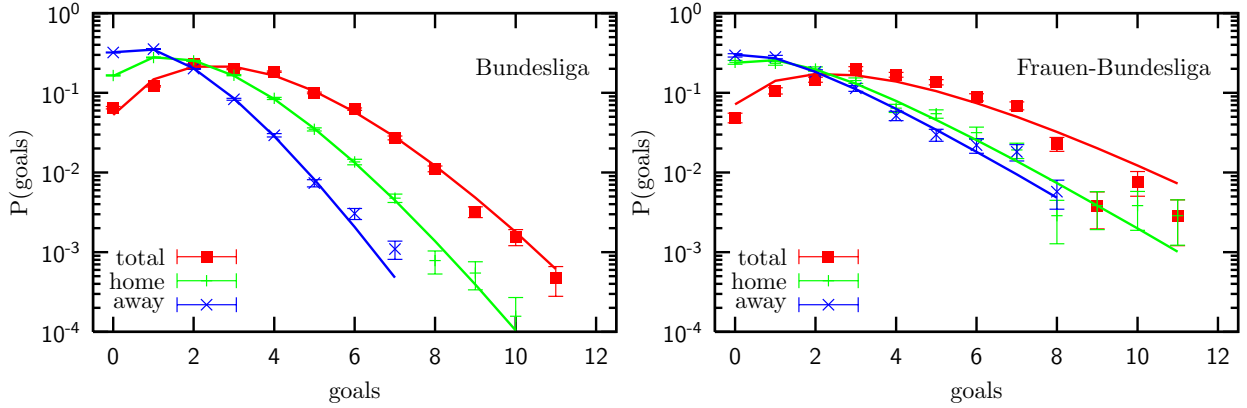 10^0
10^-1
10^-2
10^-3
10^-4
P(goals)
Bundesliga
total
home
away
0 2 4 6 8 10 12
goals
10^0
10^-1
10^-2
10^-3
10^-4
P(goals)
Frauen-Bundesliga
total
home
away
0 2 4 6 8 10 12
goals